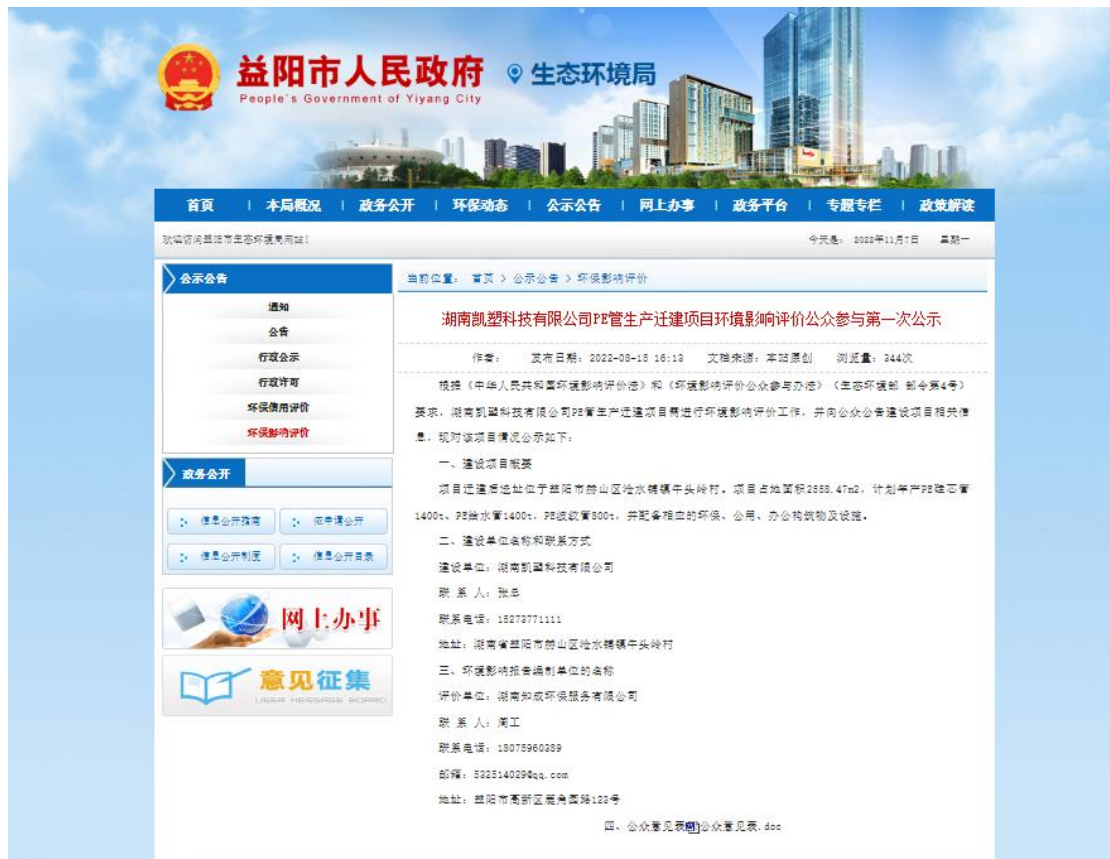 益阳市人民政府 生态环境局
People's Government of Yiyang City
首页 | 本局概况 | 政务公开 | 环保动态 | 公示公告 | 网上办事 | 政务平台 | 专题专栏 | 政策解读
欢迎访问益阳市生态环境局网站! 今天是: 2022年11月7日 星期一
公示公告
通知
公告
行政公示
行政许可
环保信用评价
环保影响评价
政务公开
信息公开指南 依申请公开
信息公开制度 信息公开目录
网上办事
意见征集
USER MESSAGE BOARD
当前位置: 首页 > 公示公告 > 环保影响评价
湖南凯塑科技有限公司PE管生产迁建项目环境影响评价公众参与第一次公示
作者: 发布日期: 2022-08-15 16:13 文档来源: 本站原创 浏览量: 344次
根据《中华人民共和国环境影响评价法》和《环境影响评价公众参与办法》(生态环境部 部令第4号)
要求, 湖南凯塑科技有限公司PE管生产迁建项目需进行环境影响评价工作, 并向公众公告建设项目相关信
息, 现对该项目情况公示如下:
一、建设项目概要
项目迁建后选址位于益阳市赫山区沧水铺镇牛头岭村。项目占地面积2558.47m2, 计划年产PE硅芯管
1400t、PE给水管1400t, PE波纹管800t, 并配备相应的环保、公用、办公构筑物及设施。
二、建设单位名称和联系方式
建设单位: 湖南凯塑科技有限公司
联 系 人: 张总
联系电话: 15273771111
地址: 湖南省益阳市赫山区沧水铺镇牛头岭村
三、环境影响报告编制单位的名称
评价单位: 湖南知成环保服务有限公司
联 系 人: 周工
联系电话: 18075960389
邮箱: 532514029@qq.com
地址: 益阳市高新区鹿角园路123号
四、公众意见表公众意见表.doc